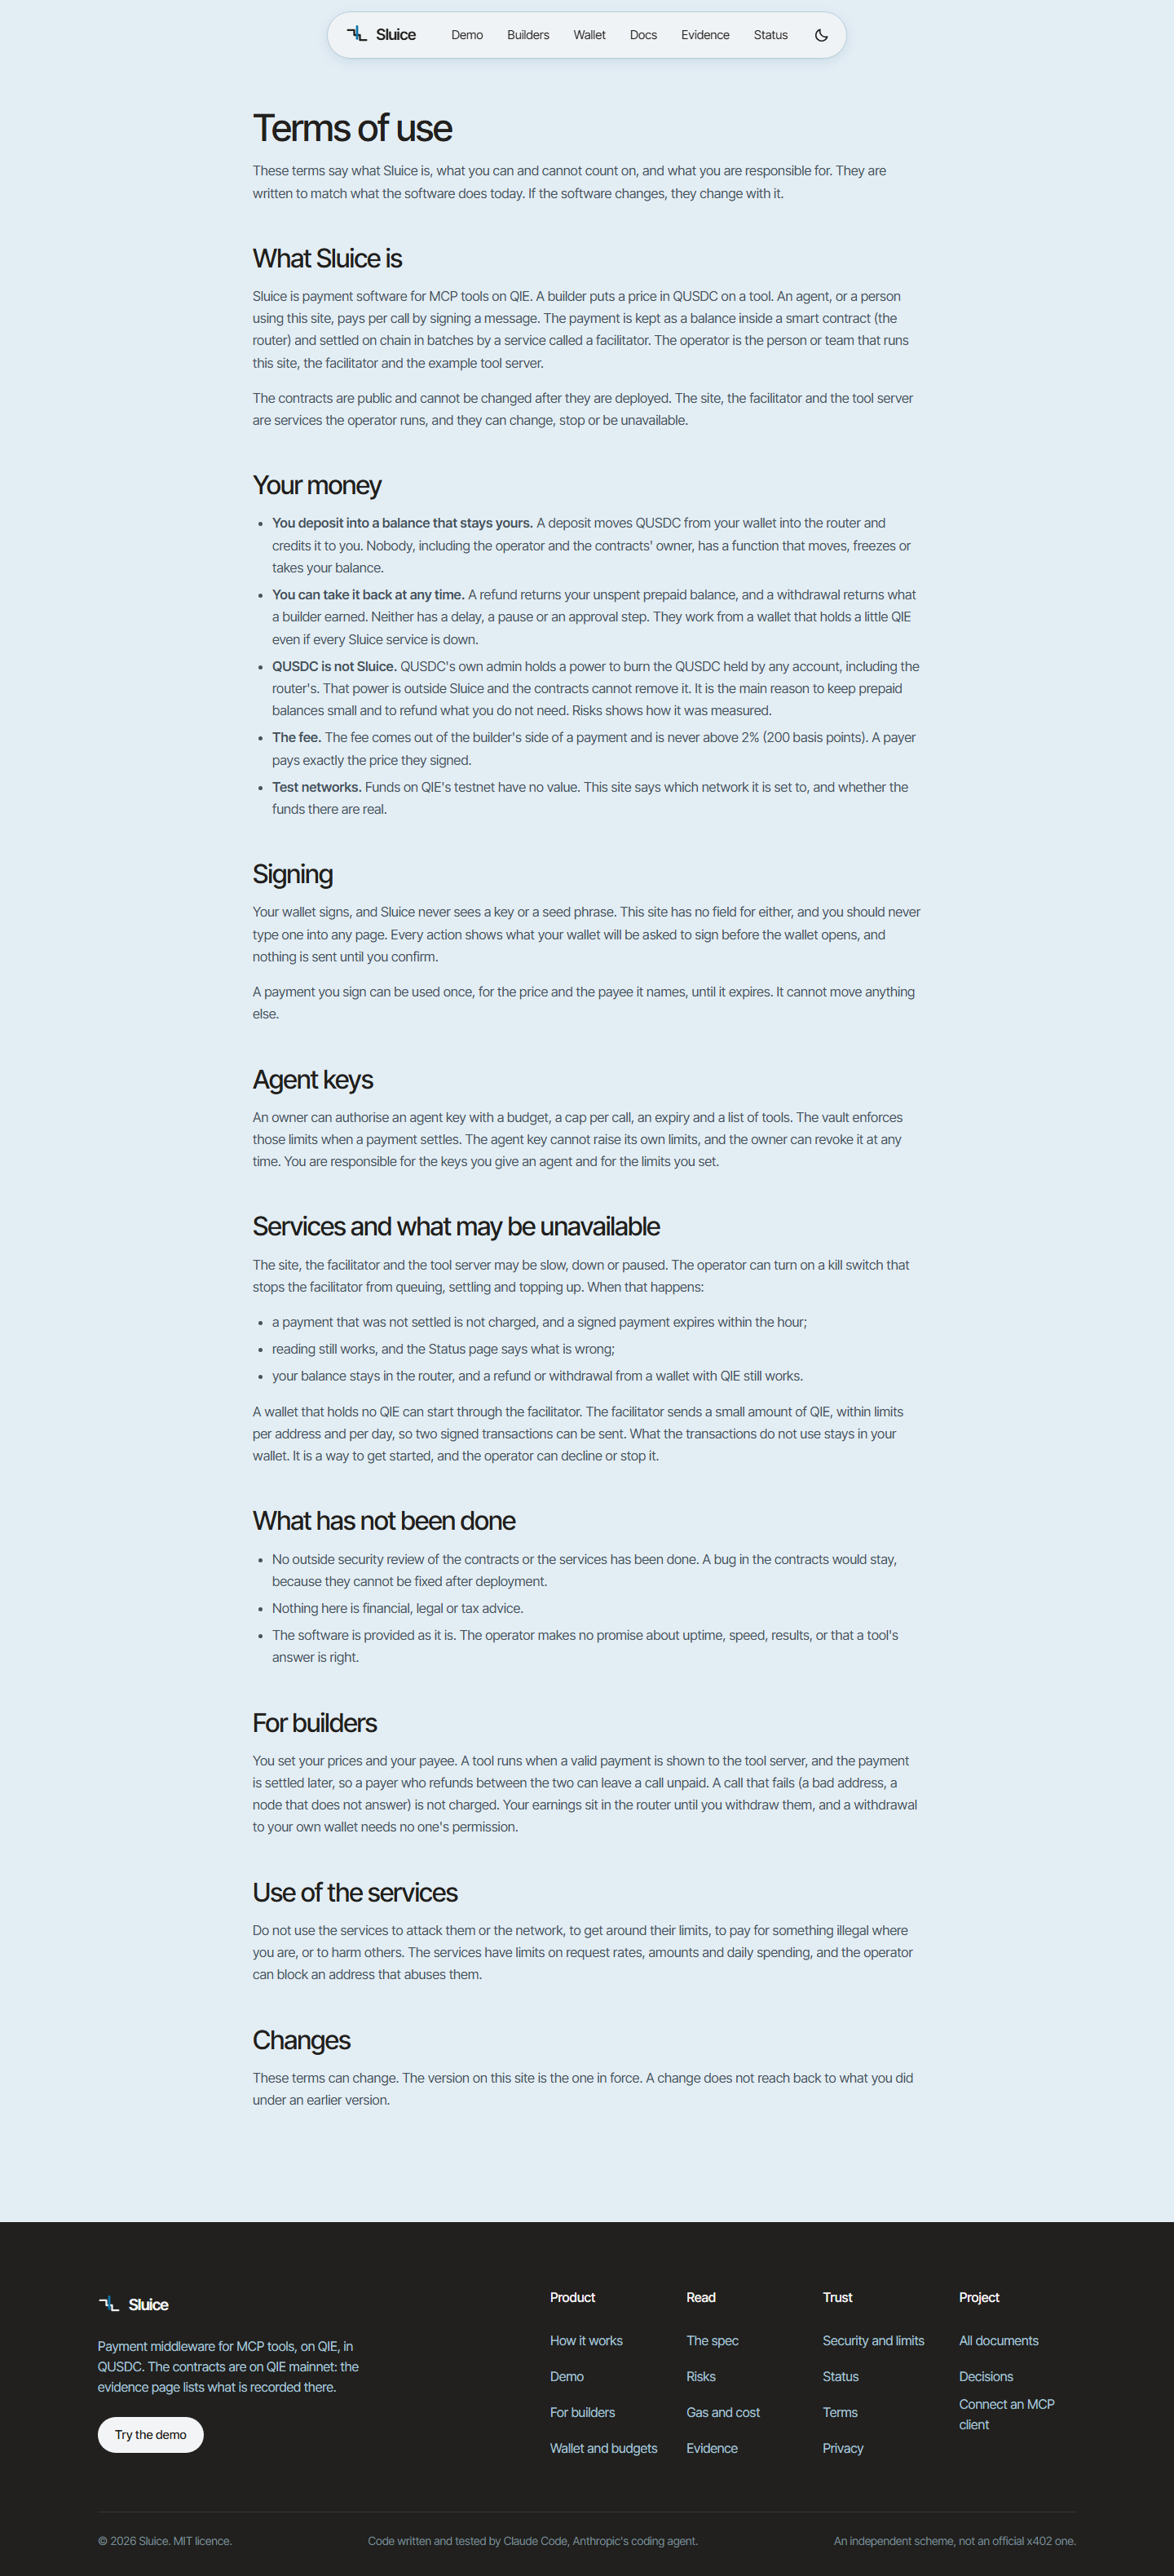 Sluice
Demo
Builders
Wallet
Docs
Evidence
Status
Terms of use
These terms say what Sluice is, what you can and cannot count on, and what you are responsible for. They are
written to match what the software does today. If the software changes, they change with it.
What Sluice is
Sluice is payment software for MCP tools on QIE. A builder puts a price in QUSDC on a tool. An agent, or a person
using this site, pays per call by signing a message. The payment is kept as a balance inside a smart contract (the
router) and settled on chain in batches by a service called a facilitator. The operator is the person or team that runs
this site, the facilitator and the example tool server.
The contracts are public and cannot be changed after they are deployed. The site, the facilitator and the tool server
are services the operator runs, and they can change, stop or be unavailable.
Your money
• You deposit into a balance that stays yours. A deposit moves QUSDC from your wallet into the router and
credits it to you. Nobody, including the operator and the contracts' owner, has a function that moves, freezes or
takes your balance.
• You can take it back at any time. A refund returns your unspent prepaid balance, and a withdrawal returns what
a builder earned. Neither has a delay, a pause or an approval step. They work from a wallet that holds a little QIE
even if every Sluice service is down.
• QUSDC is not Sluice. QUSDC's own admin holds a power to burn the QUSDC held by any account, including the
router's. That power is outside Sluice and the contracts cannot remove it. It is the main reason to keep prepaid
balances small and to refund what you do not need. Risks shows how it was measured.
• The fee. The fee comes out of the builder's side of a payment and is never above 2% (200 basis points). A payer
pays exactly the price they signed.
• Test networks. Funds on QIE's testnet have no value. This site says which network it is set to, and whether the
funds there are real.
Signing
Your wallet signs, and Sluice never sees a key or a seed phrase. This site has no field for either, and you should never
type one into any page. Every action shows what your wallet will be asked to sign before the wallet opens, and
nothing is sent until you confirm.
A payment you sign can be used once, for the price and the payee it names, until it expires. It cannot move anything
else.
Agent keys
An owner can authorise an agent key with a budget, a cap per call, an expiry and a list of tools. The vault enforces
those limits when a payment settles. The agent key cannot raise its own limits, and the owner can revoke it at any
time. You are responsible for the keys you give an agent and for the limits you set.
Services and what may be unavailable
The site, the facilitator and the tool server may be slow, down or paused. The operator can turn on a kill switch that
stops the facilitator from queuing, settling and topping up. When that happens:
• a payment that was not settled is not charged, and a signed payment expires within the hour;
• reading still works, and the Status page says what is wrong;
• your balance stays in the router, and a refund or withdrawal from a wallet with QIE still works.
A wallet that holds no QIE can start through the facilitator. The facilitator sends a small amount of QIE, within limits
per address and per day, so two signed transactions can be sent. What the transactions do not use stays in your
wallet. It is a way to get started, and the operator can decline or stop it.
What has not been done
• No outside security review of the contracts or the services has been done. A bug in the contracts would stay,
because they cannot be fixed after deployment.
• Nothing here is financial, legal or tax advice.
• The software is provided as it is. The operator makes no promise about uptime, speed, results, or that a tool's
answer is right.
For builders
You set your prices and your payee. A tool runs when a valid payment is shown to the tool server, and the payment
is settled later, so a payer who refunds between the two can leave a call unpaid. A call that fails (a bad address, a
node that does not answer) is not charged. Your earnings sit in the router until you withdraw them, and a withdrawal
to your own wallet needs no one's permission.
Use of the services
Do not use the services to attack them or the network, to get around their limits, to pay for something illegal where
you are, or to harm others. The services have limits on request rates, amounts and daily spending, and the operator
can block an address that abuses them.
Changes
These terms can change. The version on this site is the one in force. A change does not reach back to what you did
under an earlier version.
Sluice
Payment middleware for MCP tools, on QIE, in
QUSDC. The contracts are on QIE mainnet: the
evidence page lists what is recorded there.
Try the demo
Product
How it works
Demo
For builders
Wallet and budgets
Read
The spec
Risks
Gas and cost
Evidence
Trust
Security and limits
Status
Terms
Privacy
Project
All documents
Decisions
Connect an MCP
client
© 2026 Sluice. MIT licence.
Code written and tested by Claude Code, Anthropic's coding agent.
An independent scheme, not an official x402 one.